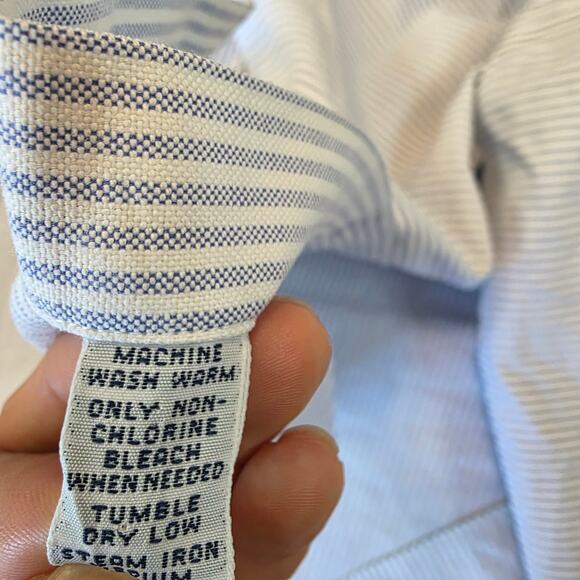 MACHINE
WASH WARM
ONLY NON-
CHLORINE
BLEACH
WHEN NEEDED
TUMBLE
DRY LOW
STEAM IRON